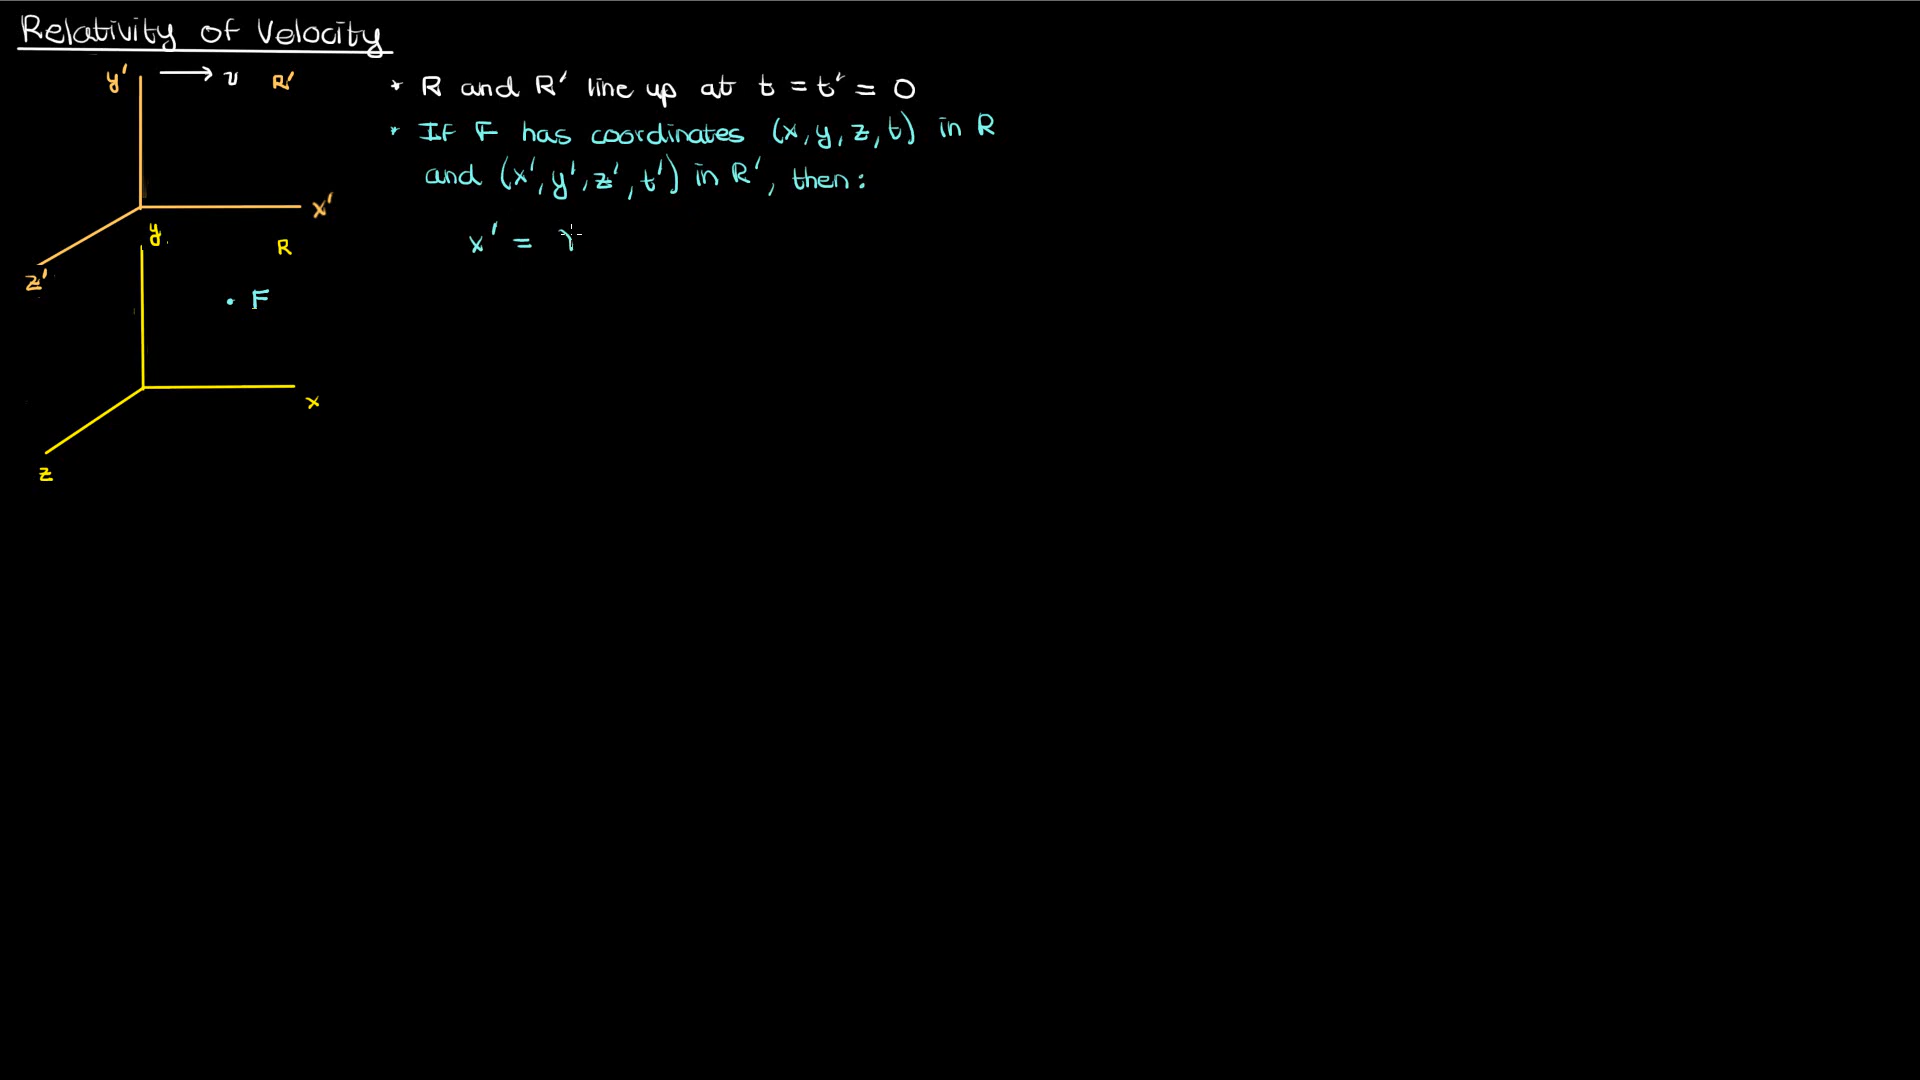 Relativity of Velocity
y' → v R'
* R and R' line up at t = t' = 0
* If F has coordinates (x, y, z, t) in R
and (x', y', z', t') in R', then:
x'
y
R
x' = γ
z'
F
x
z